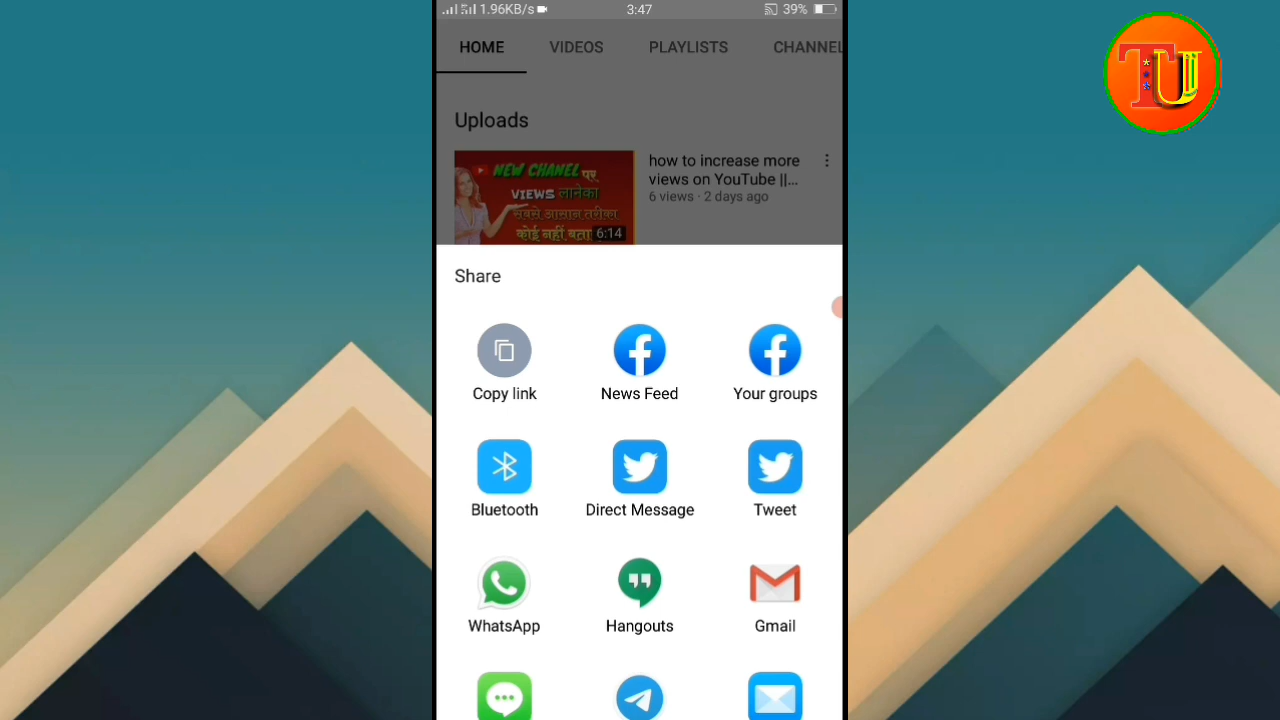 1.96KB/s 3:47 39%
TU
HOME VIDEOS PLAYLISTS CHANNEL
Uploads
how to increase more
views on YouTube ||...
6 views · 2 days ago
NEW CHANEL पर
VIEWS लानेका
सबसे आसान तरीका
कोई नहीं बता
6:14
Share
Copy link News Feed Your groups
Bluetooth Direct Message Tweet
WhatsApp Hangouts Gmail